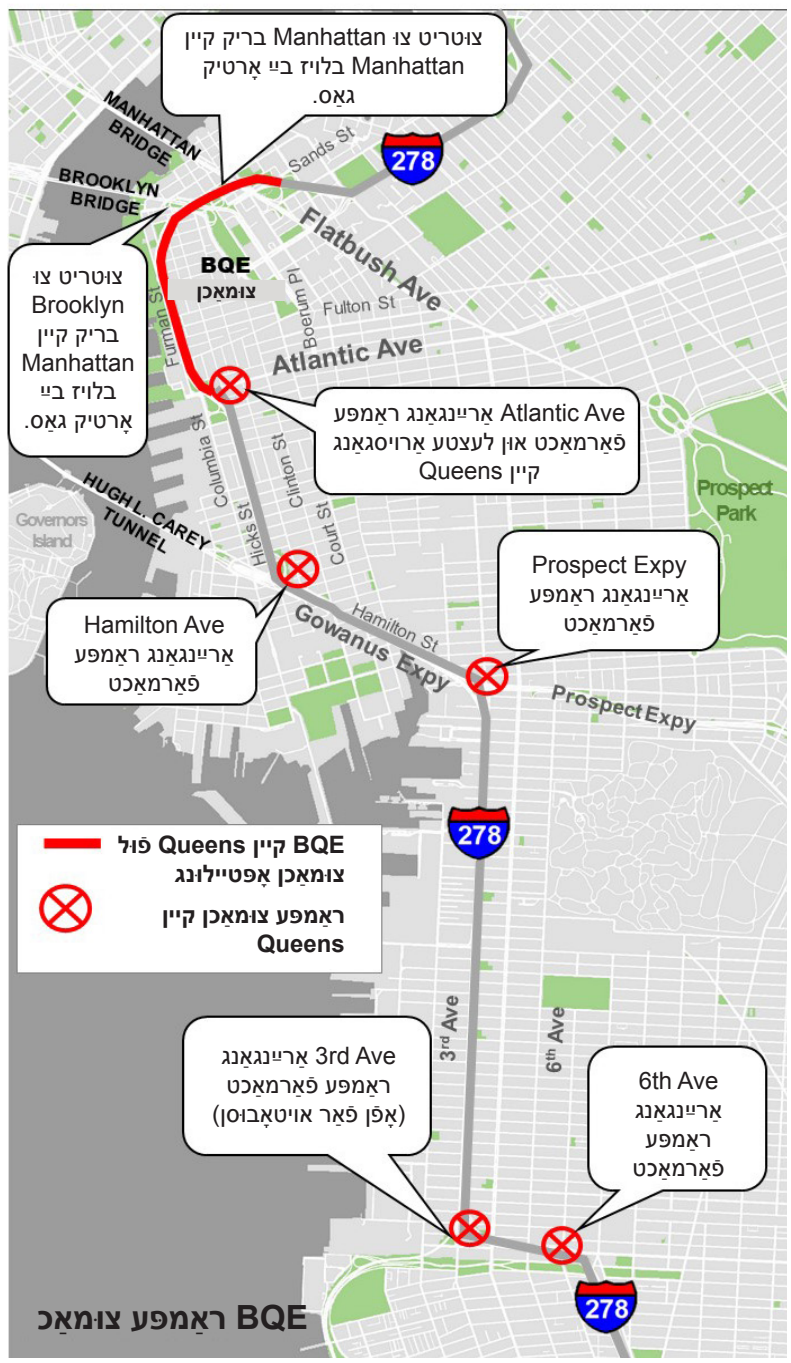 צוטריט צו Manhattan בריק קיין
Manhattan בלויז בײַ אָרטיק
גאַס.
MANHATTAN
BRIDGE
Sands St
278
BROOKLYN
BRIDGE
Flatbush Ave
צוטריט צו
Brooklyn
בריק קיין
Manhattan
בלויז בײַ
אָרטיק גאַס.
BQE
צומאַכן
Boerum Pl
Fulton St
Furman St
Atlantic Ave
Atlantic Ave אַרײַנגאַנג ראַמפּע
פֿאַרמאַכט און לעצטע אַרויסגאַנג
קיין Queens
Columbia St
Clinton St
Court St
Hicks St
HUGH L. CAREY
TUNNEL
Governors
Island
Prospect
Park
Hamilton Ave
אַרײַנגאַנג ראַמפּע
פֿאַרמאַכט
Prospect Expy
אַרײַנגאַנג ראַמפּע
פֿאַרמאַכט
Hamilton St
Gowanus Expy
Prospect Expy
278
BQE קיין Queens פֿול
צומאַכן אָפּטיילונג
ראַמפּע צומאַכן קיין
Queens
3rd Ave
6th Ave
3rd Ave אַרײַנגאַנג
ראַמפּע פֿאַרמאַכט
(אָפֿן פֿאַר אויטאָבוסן)
6th Ave
אַרײַנגאַנג
ראַמפּע
פֿאַרמאַכט
278
BQE ראַמפּע צומאַכ